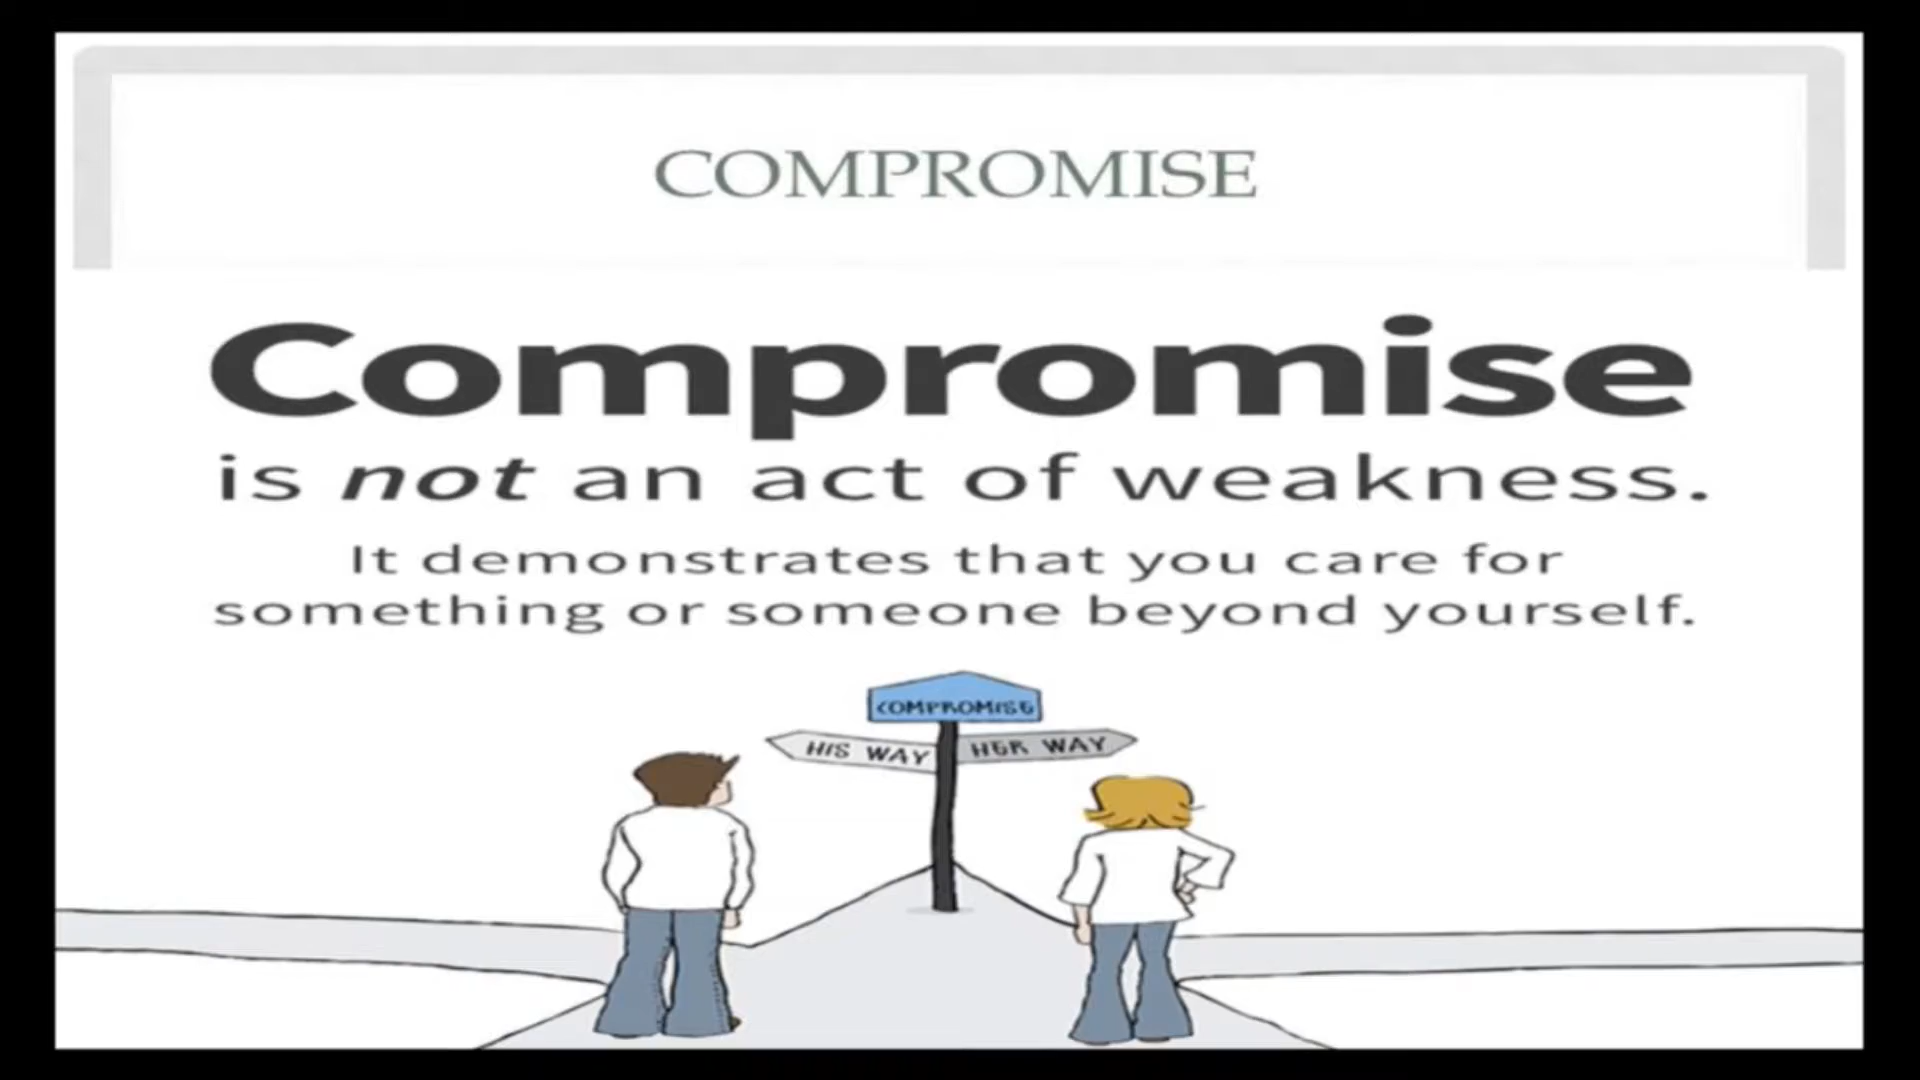 COMPROMISE
Compromise
is not an act of weakness.
It demonstrates that you care for
something or someone beyond yourself.
COMPROMISE
HIS WAY
HER WAY